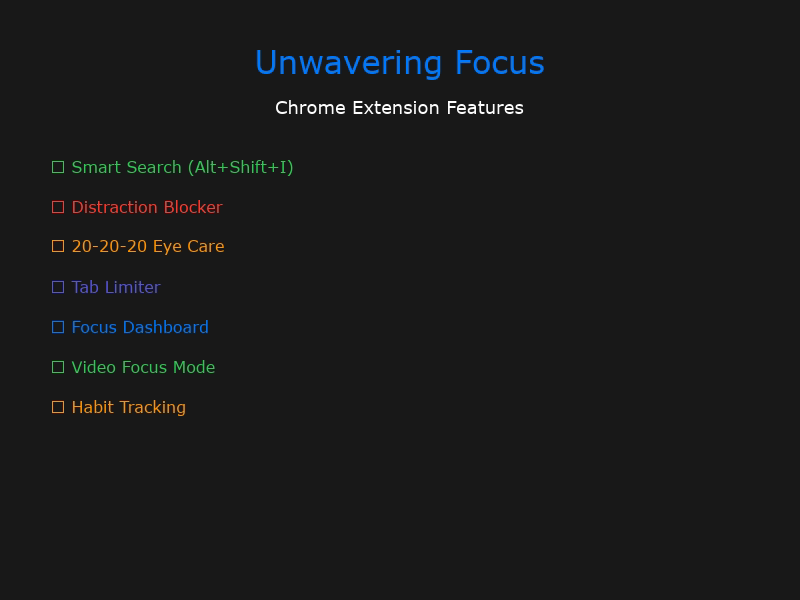 Unwavering Focus
Chrome Extension Features
☐ Smart Search (Alt+Shift+I)
☐ Distraction Blocker
☐ 20-20-20 Eye Care
☐ Tab Limiter
☐ Focus Dashboard
☐ Video Focus Mode
☐ Habit Tracking